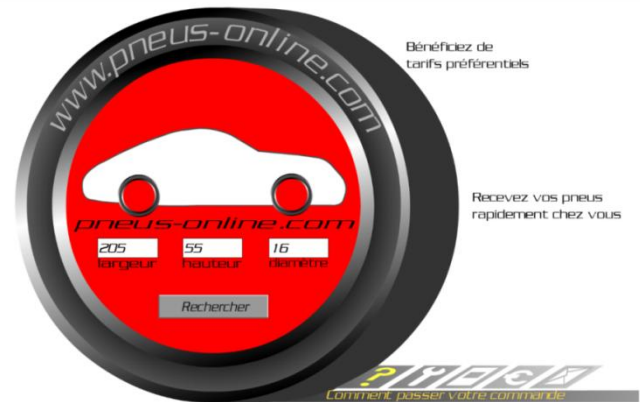 www.pneus-online.com
Bénéficiez de
tarifs préférentiels
pneus-online.com
205 55 16
largeur hauteur diamètre
Recevez vos pneus
rapidement chez vous
Rechercher
?
€
Comment passer votre commande